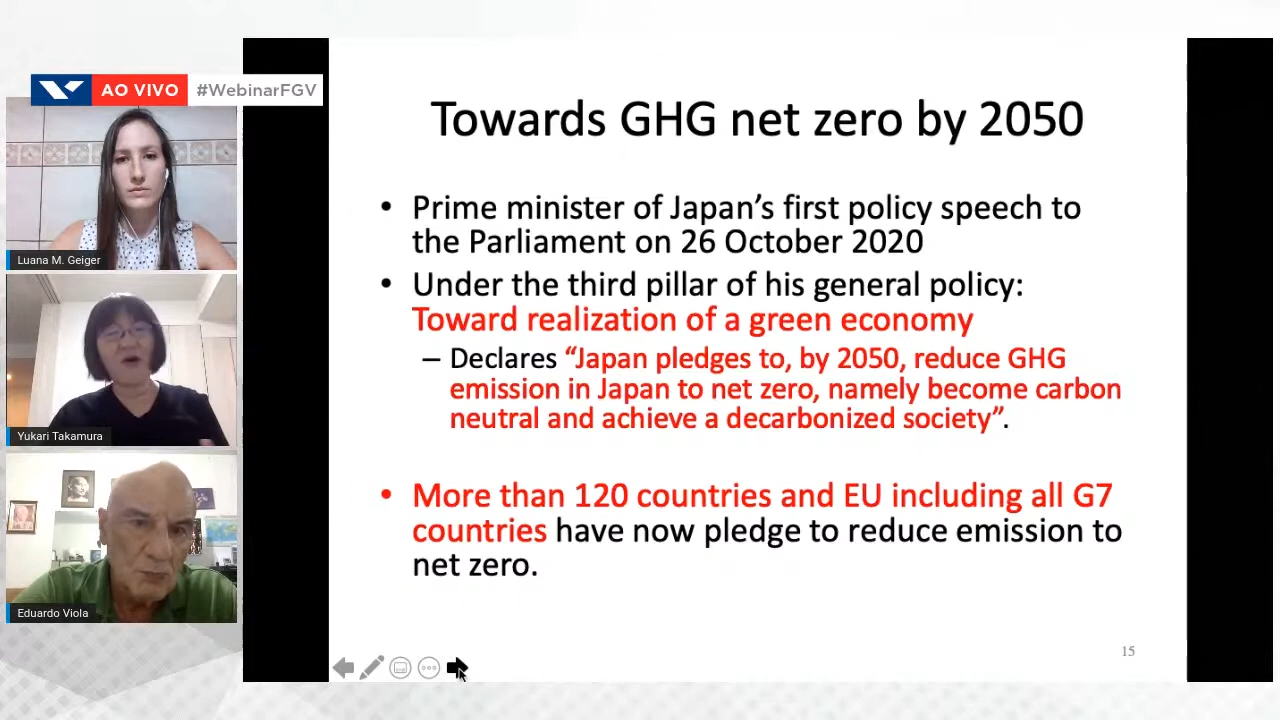 AO VIVO #WebinarFGV
Luana M. Geiger
Yukari Takamura
Eduardo Viola
Towards GHG net zero by 2050
• Prime minister of Japan’s first policy speech to
the Parliament on 26 October 2020
• Under the third pillar of his general policy:
Toward realization of a green economy
– Declares “Japan pledges to, by 2050, reduce GHG
emission in Japan to net zero, namely become carbon
neutral and achieve a decarbonized society”.
• More than 120 countries and EU including all G7
countries have now pledge to reduce emission to
net zero.
15